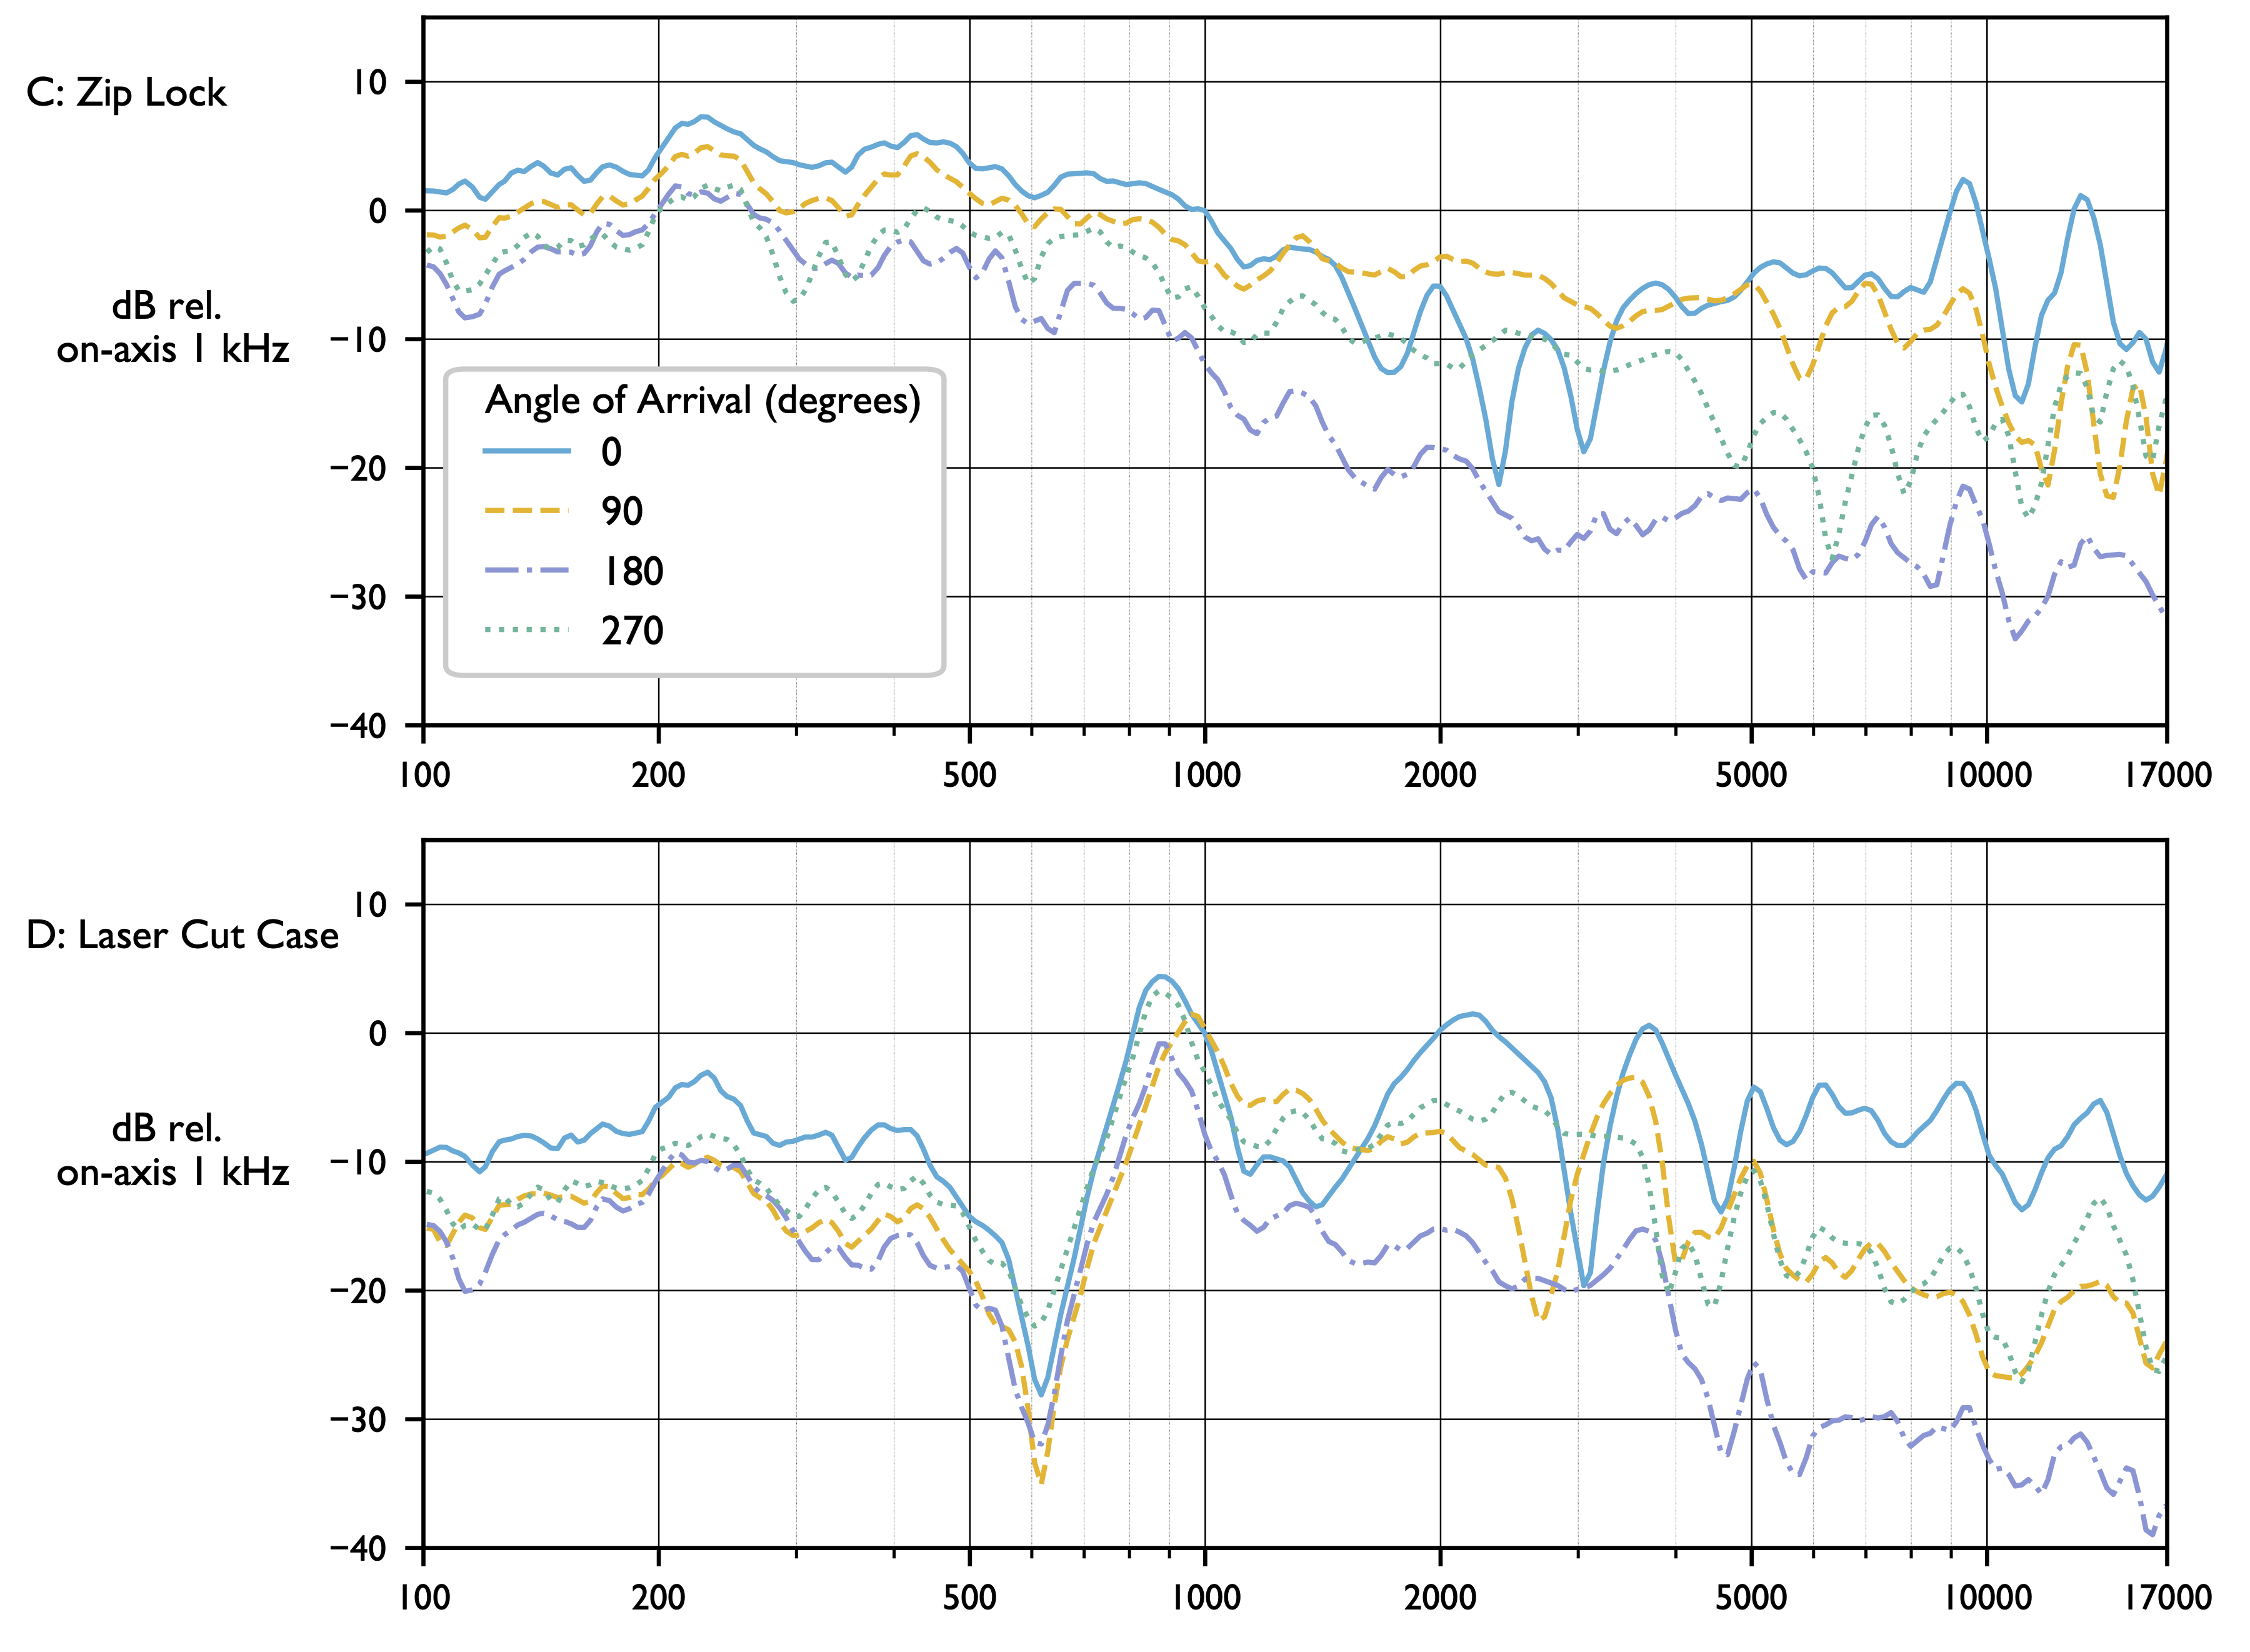 C: Zip Lock
dB rel.
on-axis 1 kHz
10
0
−10
−20
−30
−40
Angle of Arrival (degrees)
0
90
180
270
100 200 500 1000 2000 5000 10000 17000
D: Laser Cut Case
dB rel.
on-axis 1 kHz
10
0
−10
−20
−30
−40
100 200 500 1000 2000 5000 10000 17000